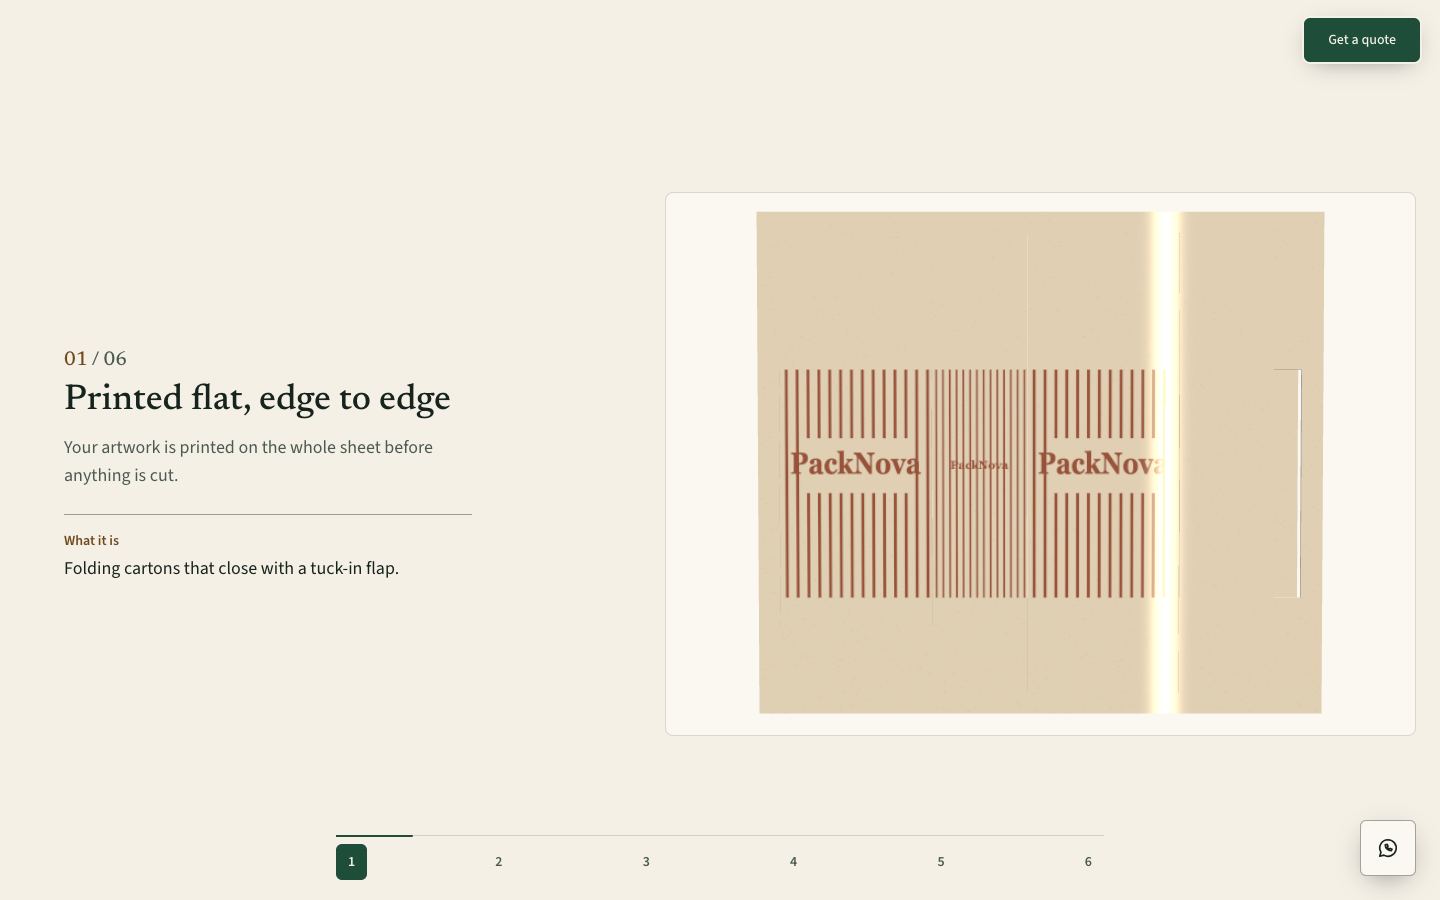 Get a quote
01 / 06
Printed flat, edge to edge
Your artwork is printed on the whole sheet before
anything is cut.
What it is
Folding cartons that close with a tuck-in flap.
PackNova PackNova PackNova
1 2 3 4 5 6